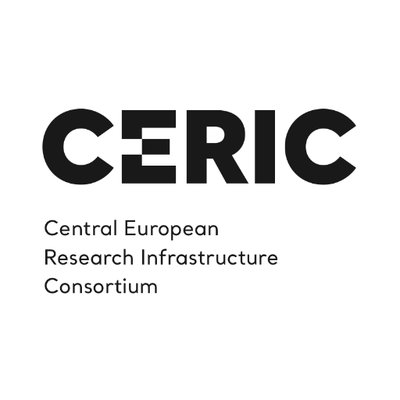 CERIC
Central European
Research Infrastructure
Consortium